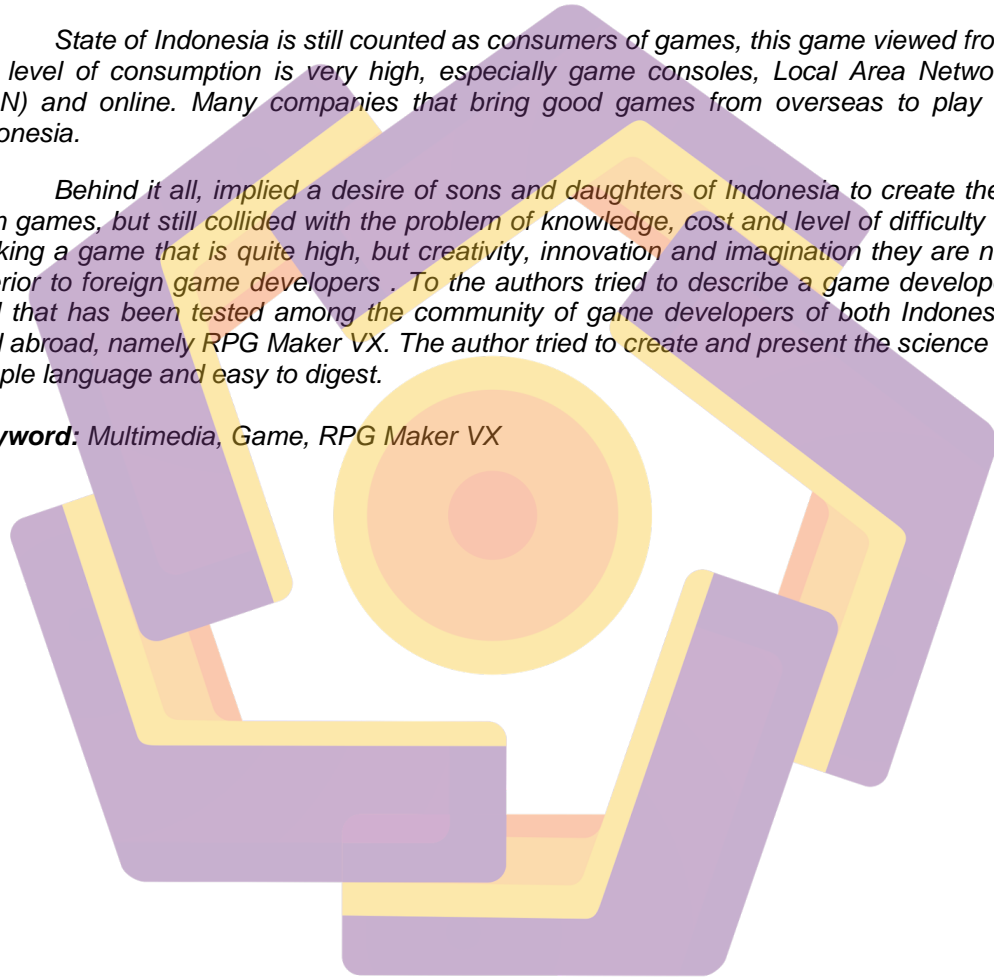 State of Indonesia is still counted as consumers of games, this game viewed fro
level of consumption is very high, especially game consoles, Local Area Netwo
N) and online. Many companies that bring good games from overseas to play
onesia.
Behind it all, implied a desire of sons and daughters of Indonesia to create the
n games, but still collided with the problem of knowledge, cost and level of difficulty
king a game that is quite high, but creativity, innovation and imagination they are n
erior to foreign game developers . To the authors tried to describe a game develope
l that has been tested among the community of game developers of both Indones
d abroad, namely RPG Maker VX. The author tried to create and present the science
ple language and easy to digest.
yword: Multimedia, Game, RPG Maker VX